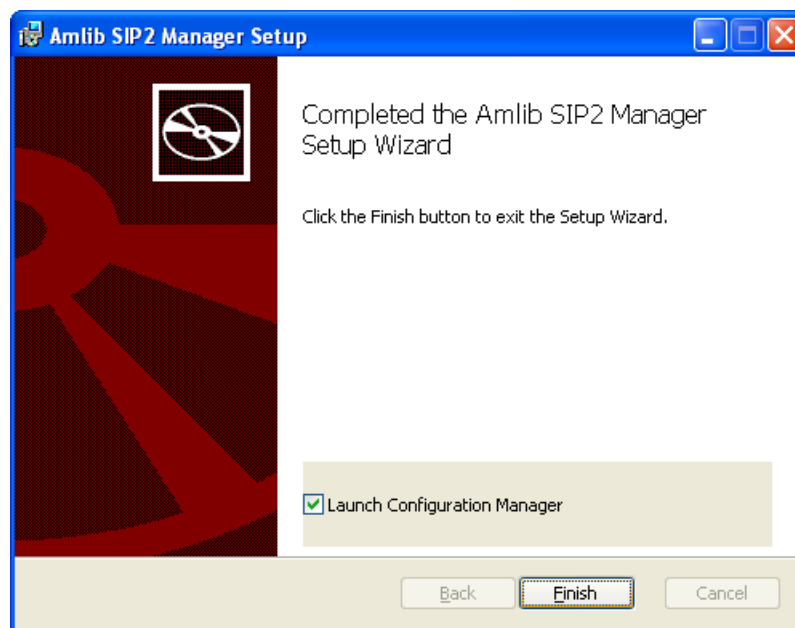 Amlib SIP2 Manager Setup
Completed the Amlib SIP2 Manager
Setup Wizard
Click the Finish button to exit the Setup Wizard.
Launch Configuration Manager
Back Finish Cancel